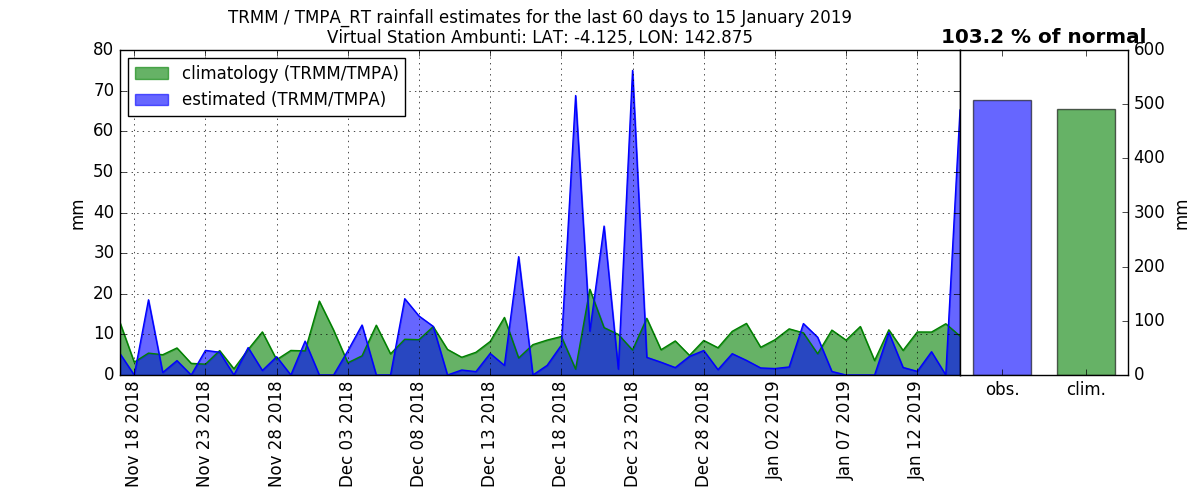 TRMM / TMPA_RT rainfall estimates for the last 60 days to 15 January 2019
Virtual Station Ambunti: LAT: -4.125, LON: 142.875
103.2 % of normal
climatology (TRMM/TMPA)
estimated (TRMM/TMPA)
mm
80
70
60
50
40
30
20
10
0
600
500
400
300
200
100
0
mm
Nov 18 2018
Nov 23 2018
Nov 28 2018
Dec 03 2018
Dec 08 2018
Dec 13 2018
Dec 18 2018
Dec 23 2018
Dec 28 2018
Jan 02 2019
Jan 07 2019
Jan 12 2019
obs.
clim.